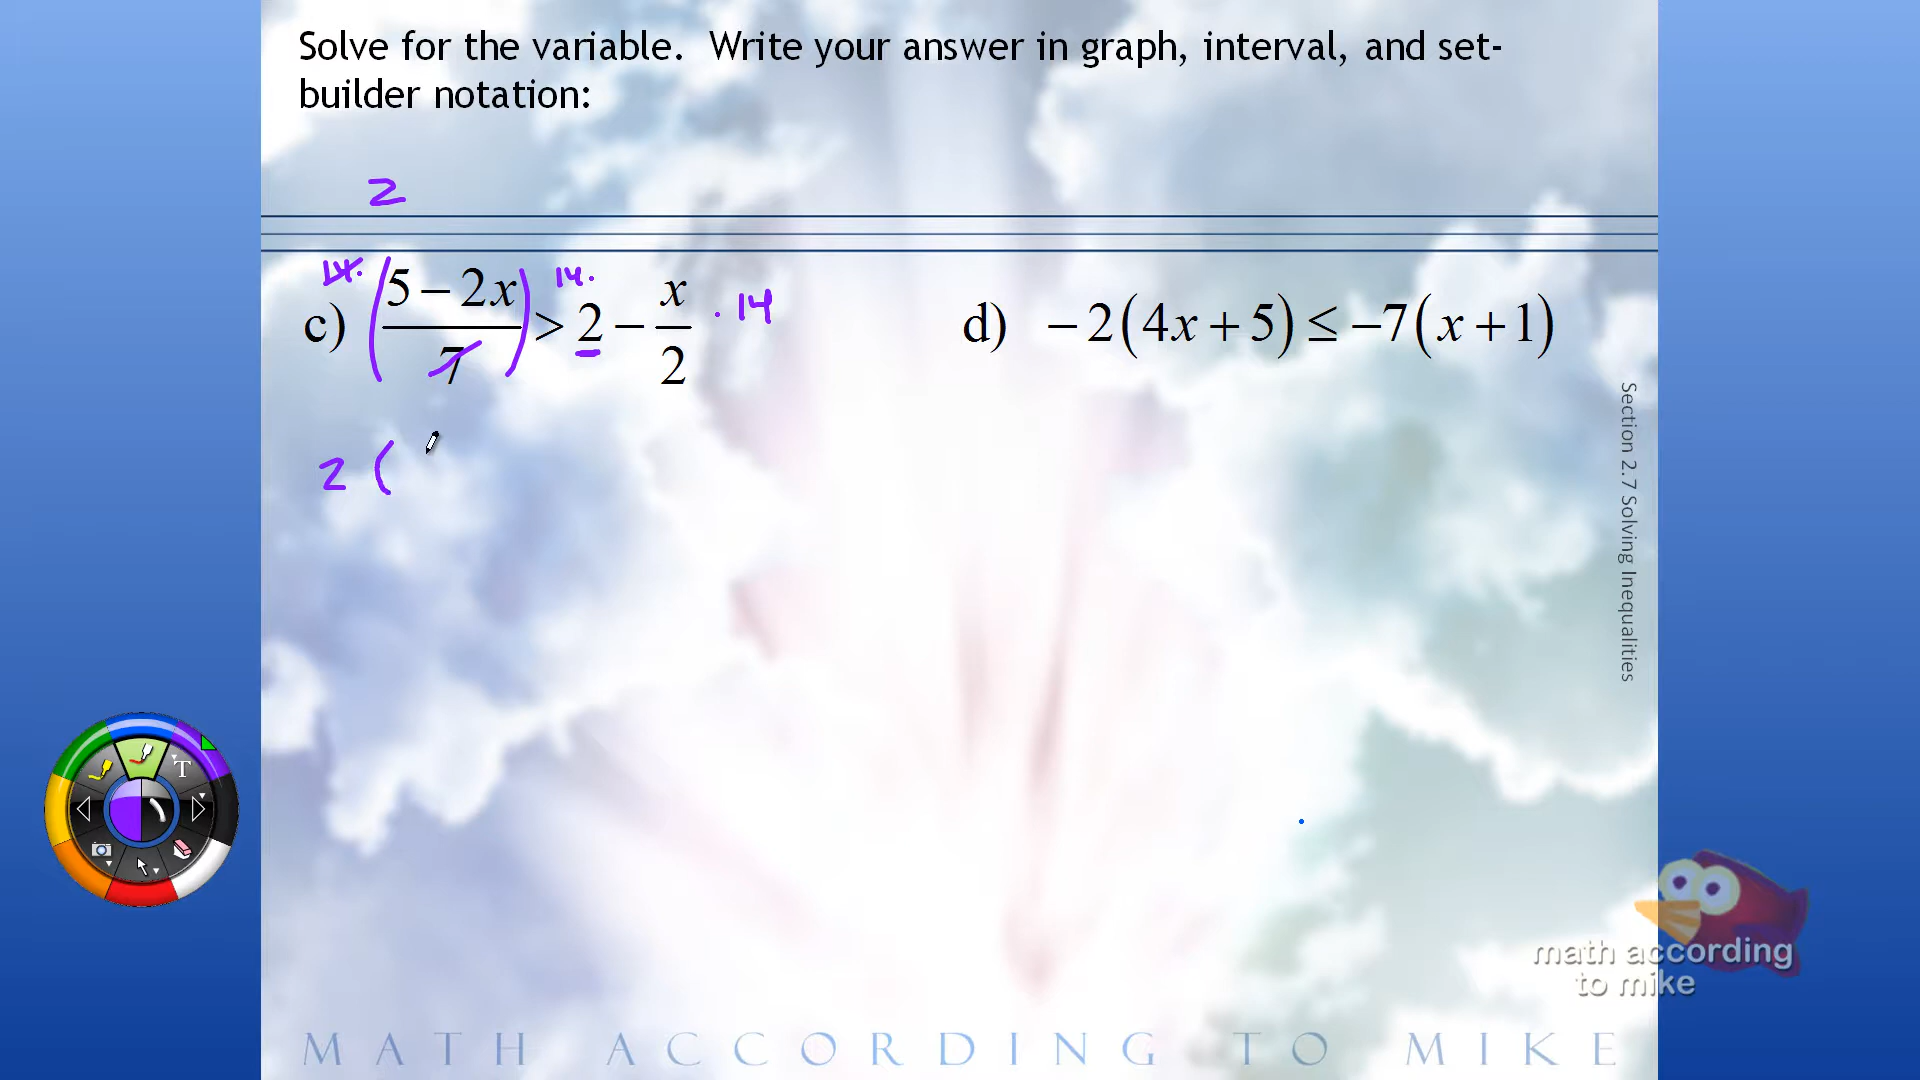 Solve for the variable. Write your answer in graph, interval, and set-
builder notation:
2
14· 14· · 14
c) (5 − 2x / 7) > 2 − x/2
d) −2(4x + 5) ≤ −7(x + 1)
2 (
Section 2.7 Solving Inequalities
T
math according
to mike
MATH ACCORDING TO MIKE